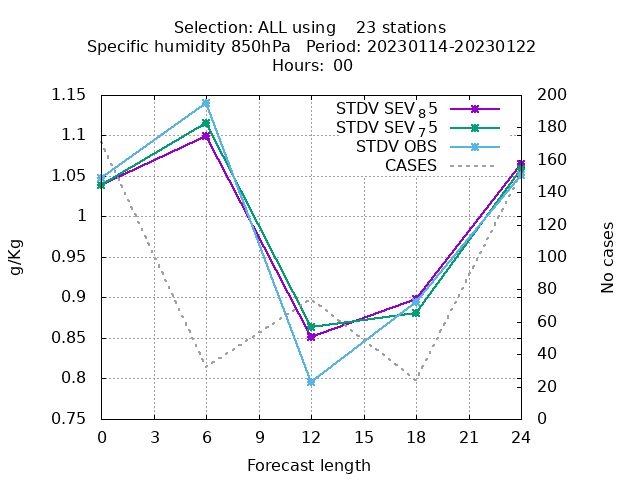 Selection: ALL using    23 stations
Specific humidity 850hPa   Period: 20230114-20230122
Hours:  00
STDV SEV₈5
STDV SEV₇5
STDV OBS
CASES
1.15
1.1
1.05
1
0.95
0.9
0.85
0.8
0.75
g/Kg
200
180
160
140
120
100
80
60
40
20
0
No cases
0 3 6 9 12 15 18 21 24
Forecast length